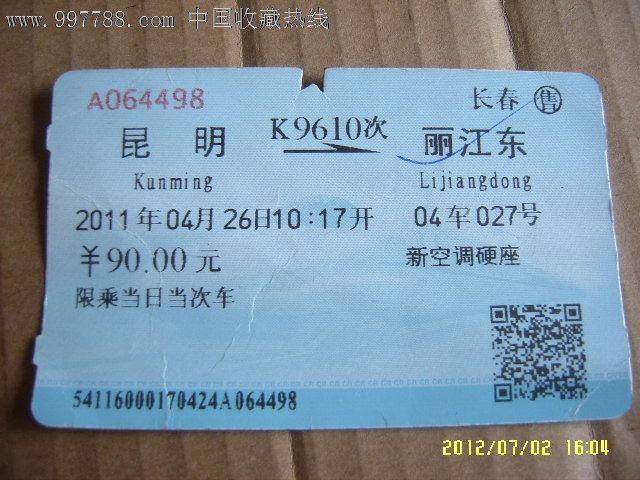 www.997788.com 中国收藏热线
A064498 长春 售
昆 明 K9610次 丽江东
Kunming Lijiangdong
2011年04月26日10:17开 04车027号
￥90.00元 新空调硬座
限乘当日当次车
54116000170424A064498
2012/07/02 16:04